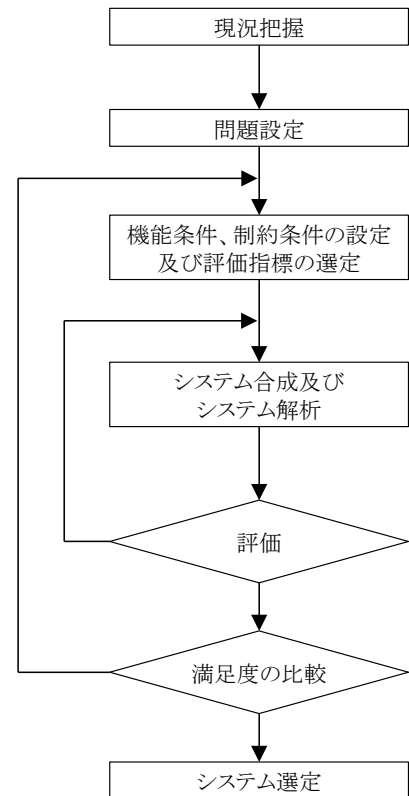 現況把握
問題設定
機能条件、制約条件の設定
及び評価指標の選定
システム合成及び
システム解析
評価
満足度の比較
システム選定